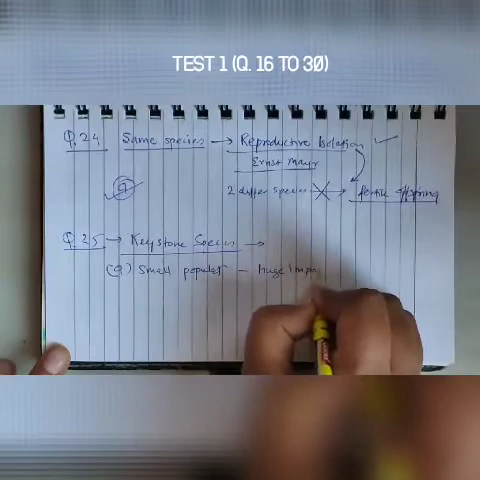 TEST 1 (Q. 16 TO 30)
Q.24 Same species → Reproductive Isolation ✓
Ernst Mayr
2 differ species → fertile offspring
Q.25 → Keystone Species →
(a) Small populat – huge imp